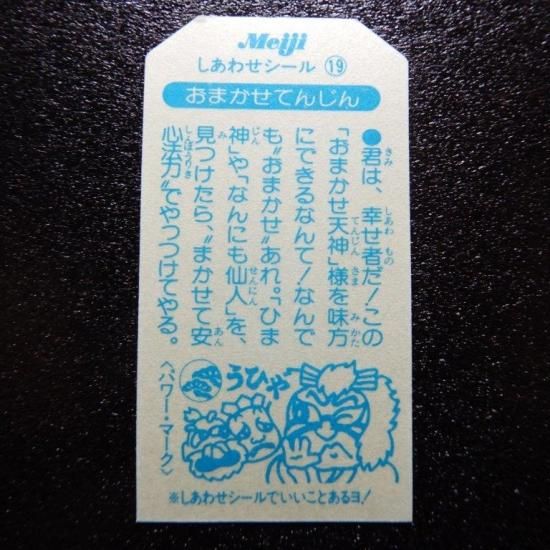 Meiji
しあわせシール ⑲
おまかせてんじん
●君は、幸せ者だ！この
「おまかせ天神」様を味方
にできるなんて！なんで
も〝おまかせ〟あれ。「ひま
神」や「なんにも仙人」を、
見つけたら、〝まかせて安
心法力〟でやっつけてやる。
うひゃ
〈パワー・マーク〉
※しあわせシールでいいことあるヨ！